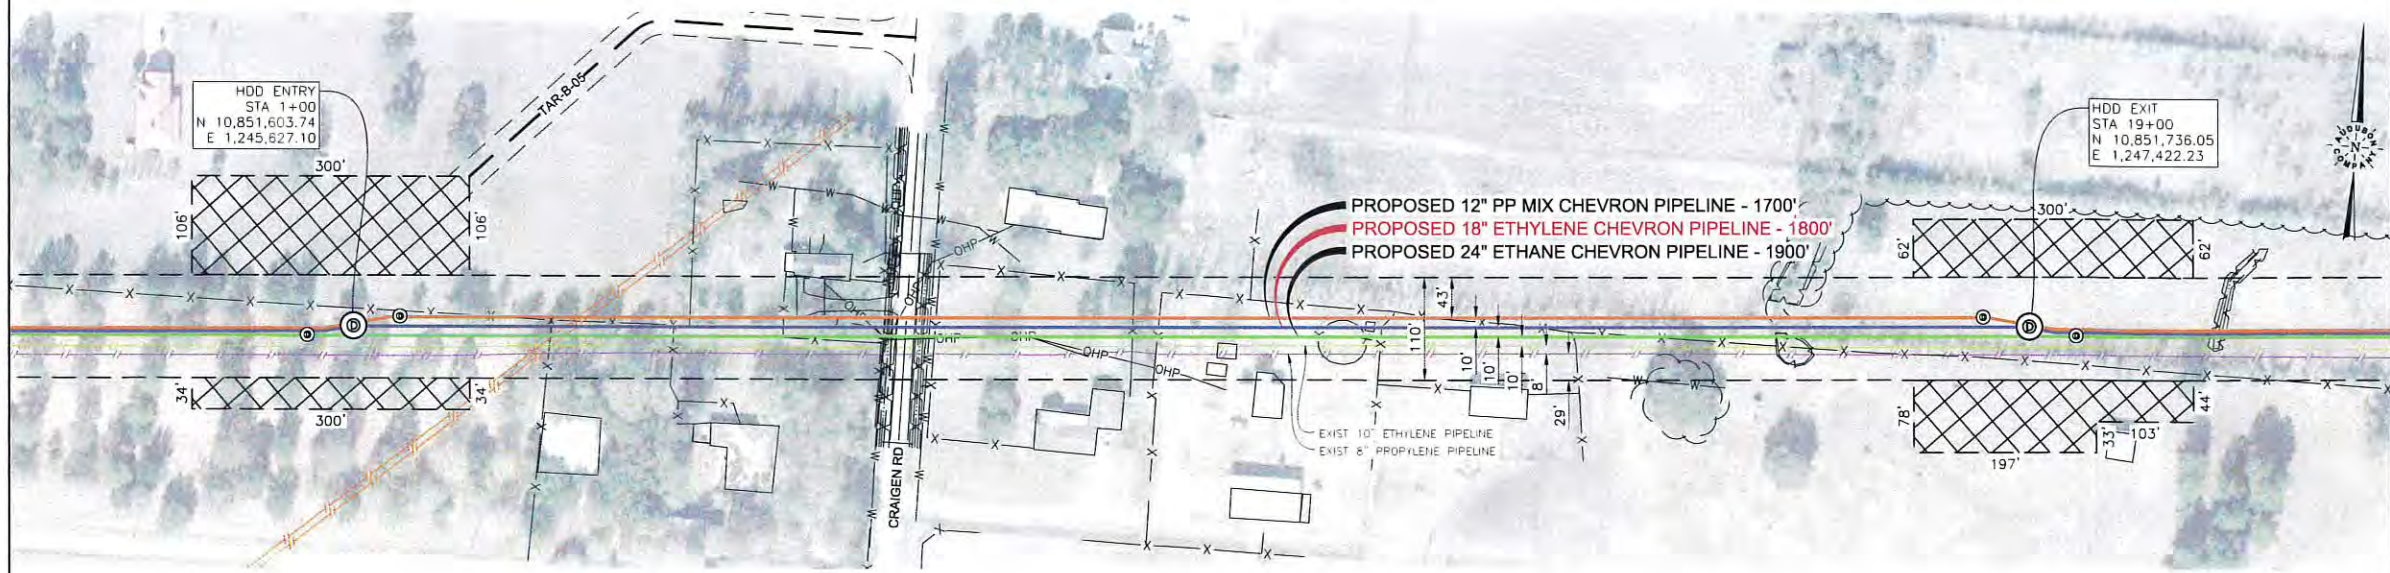 HDD ENTRY
STA 1+00
N 10,851,603.74
E 1,245,627.10
TAR-B-05
300'
106'
106'
34'
34'
300'
CRAIGEN RD
OHP
OHP
OHP
OHP
OHP
PROPOSED 12" PP MIX CHEVRON PIPELINE - 1700'
PROPOSED 18" ETHYLENE CHEVRON PIPELINE - 1800'
PROPOSED 24" ETHANE CHEVRON PIPELINE - 1900'
110'
43'
10'
10'
10'
8'
29'
EXIST 10" ETHYLENE PIPELINE
EXIST 8" PROPYLENE PIPELINE
HDD EXIT
STA 19+00
N 10,851,736.05
E 1,247,422.23
300'
62'
62'
78'
44'
33'
103'
197'
D
D
AUDUBON COMPANY
N